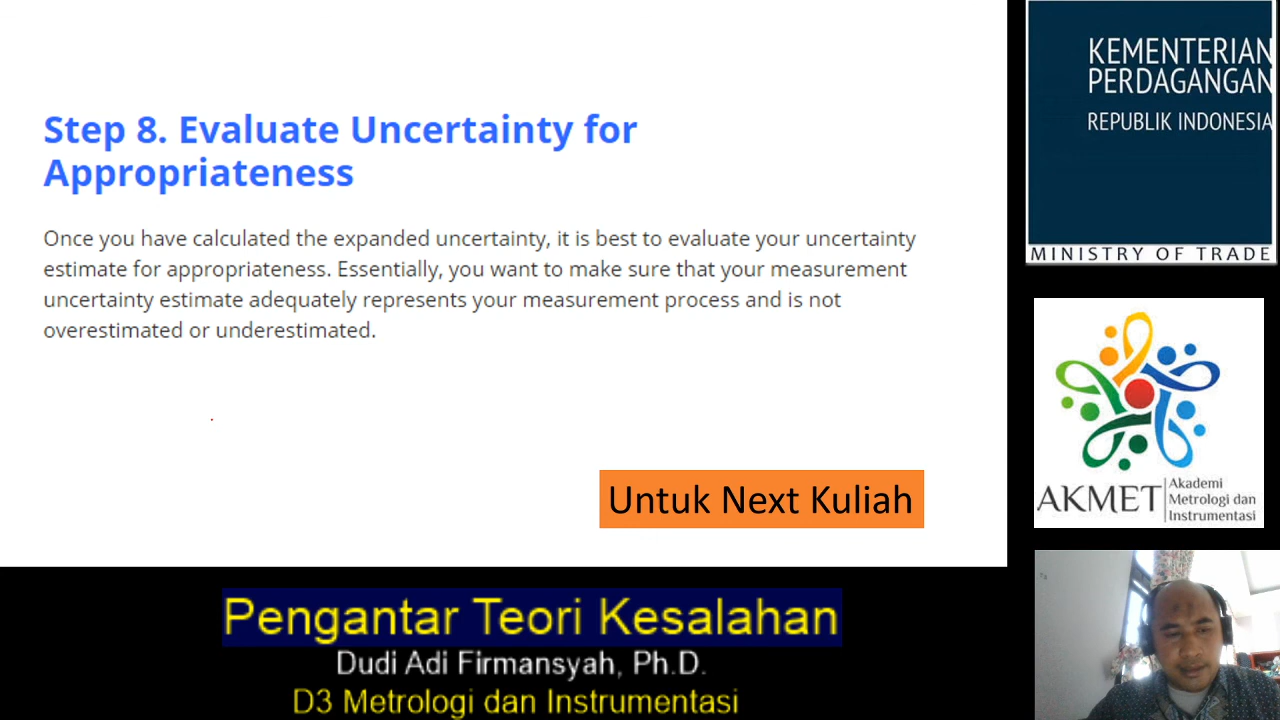 Step 8. Evaluate Uncertainty for
Appropriateness
Once you have calculated the expanded uncertainty, it is best to evaluate your uncertainty
estimate for appropriateness. Essentially, you want to make sure that your measurement
uncertainty estimate adequately represents your measurement process and is not
overestimated or underestimated.
Untuk Next Kuliah
Pengantar Teori Kesalahan
Dudi Adi Firmansyah, Ph.D.
D3 Metrologi dan Instrumentasi
KEMENTERIAN
PERDAGANGAN
REPUBLIK INDONESIA
MINISTRY OF TRADE
AKMET
Akademi
Metrologi dan
Instrumentasi